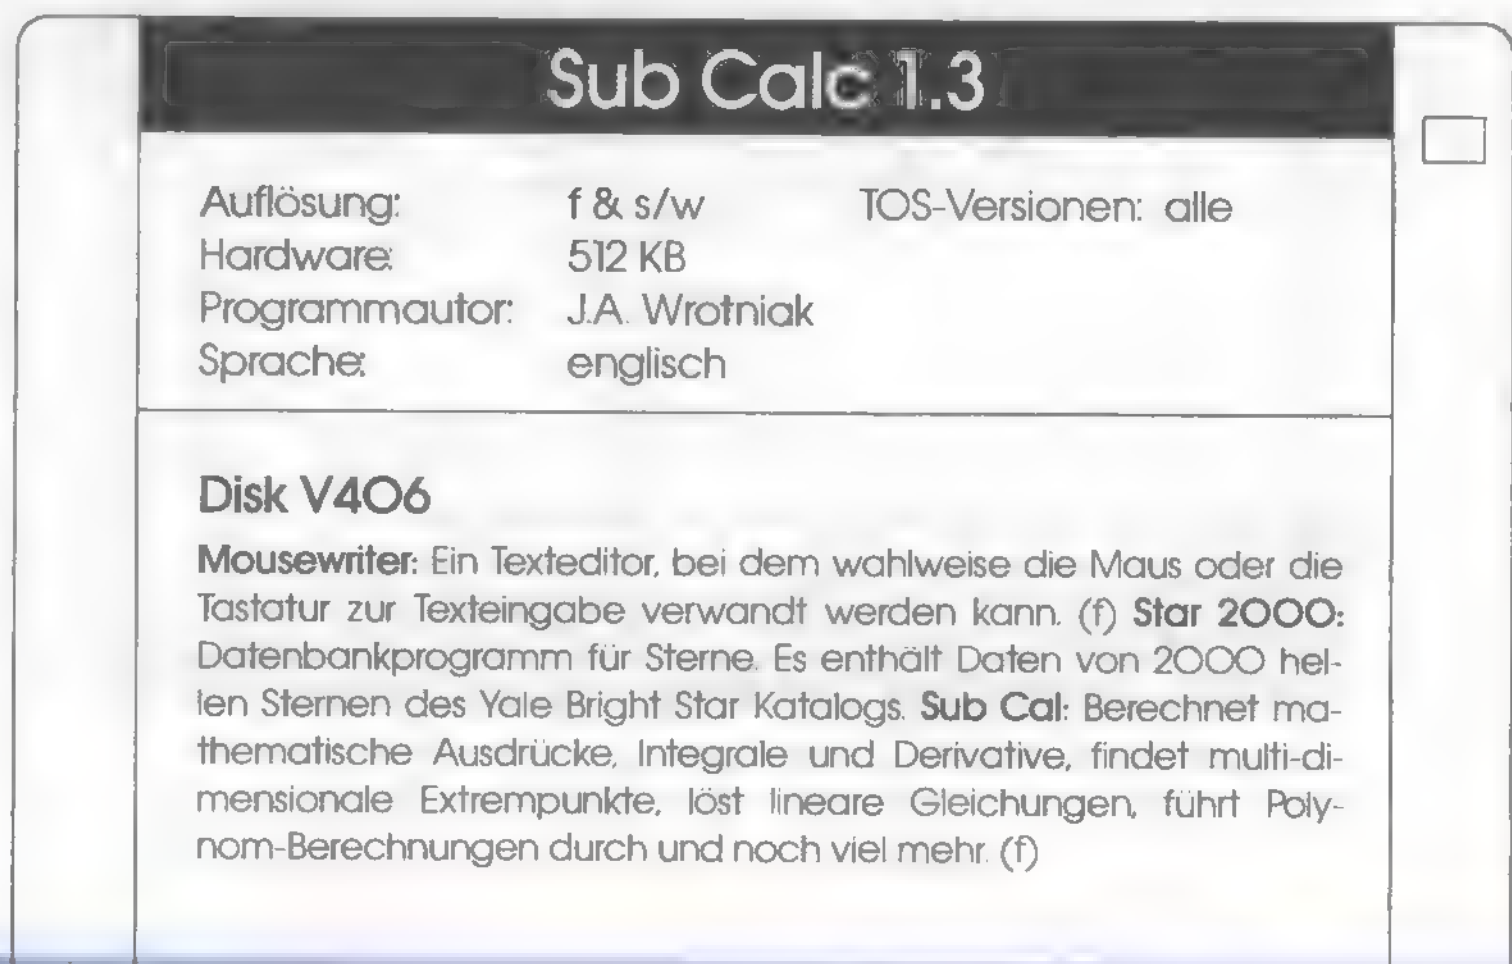 Sub Calc 1.3
Auflösung: f & s/w TOS-Versionen: alle
Hardware: 512 KB
Programmautor: J.A. Wrotniak
Sprache: englisch
Disk V406
Mousewriter: Ein Texteditor, bei dem wahlweise die Maus oder die
Tastatur zur Texteingabe verwandt werden kann. (f) Star 2000:
Datenbankprogramm für Sterne. Es enthält Daten von 2000 hel-
len Sternen des Yale Bright Star Katalogs. Sub Cal: Berechnet ma-
thematische Ausdrücke, Integrale und Derivative, findet multi-di-
mensionale Extrempunkte, löst lineare Gleichungen, führt Poly-
nom-Berechnungen durch und noch viel mehr. (f)